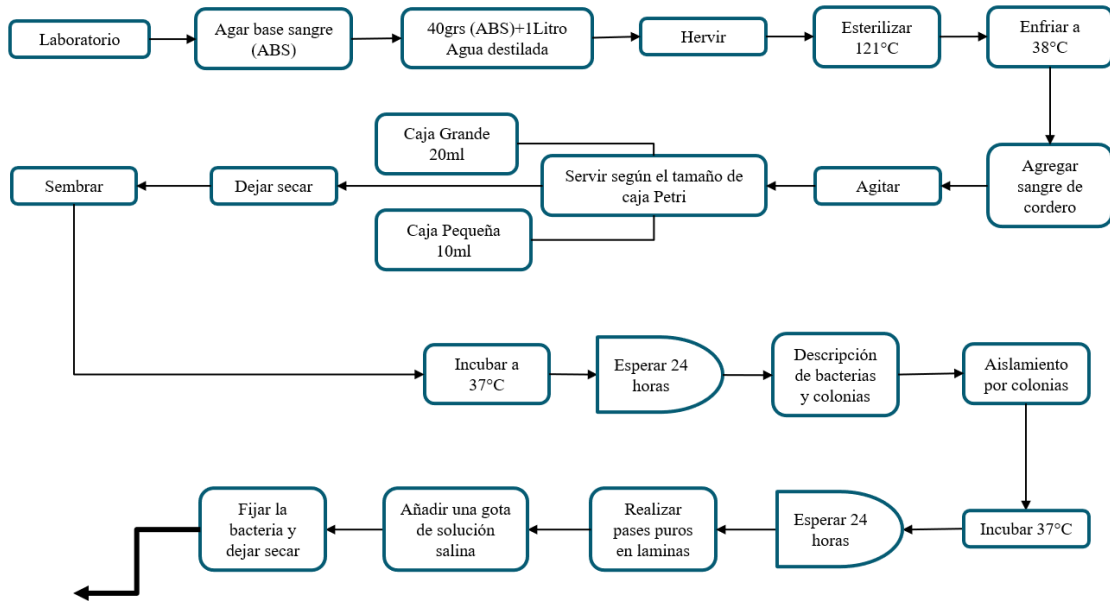 Laboratorio
Agar base sangre
(ABS)
40grs (ABS)+1Litro
Agua destilada
Hervir
Esterilizar
121°C
Enfriar a
38°C
Agregar
sangre de
cordero
Agitar
Servir según el tamaño de
caja Petri
Caja Grande
20ml
Caja Pequeña
10ml
Dejar secar
Sembrar
Incubar a
37°C
Esperar 24
horas
Descripción
de bacterias
y colonias
Aislamiento
por colonias
Incubar 37°C
Esperar 24
horas
Realizar
pases puros
en laminas
Añadir una gota
de solución
salina
Fijar la
bacteria y
dejar secar